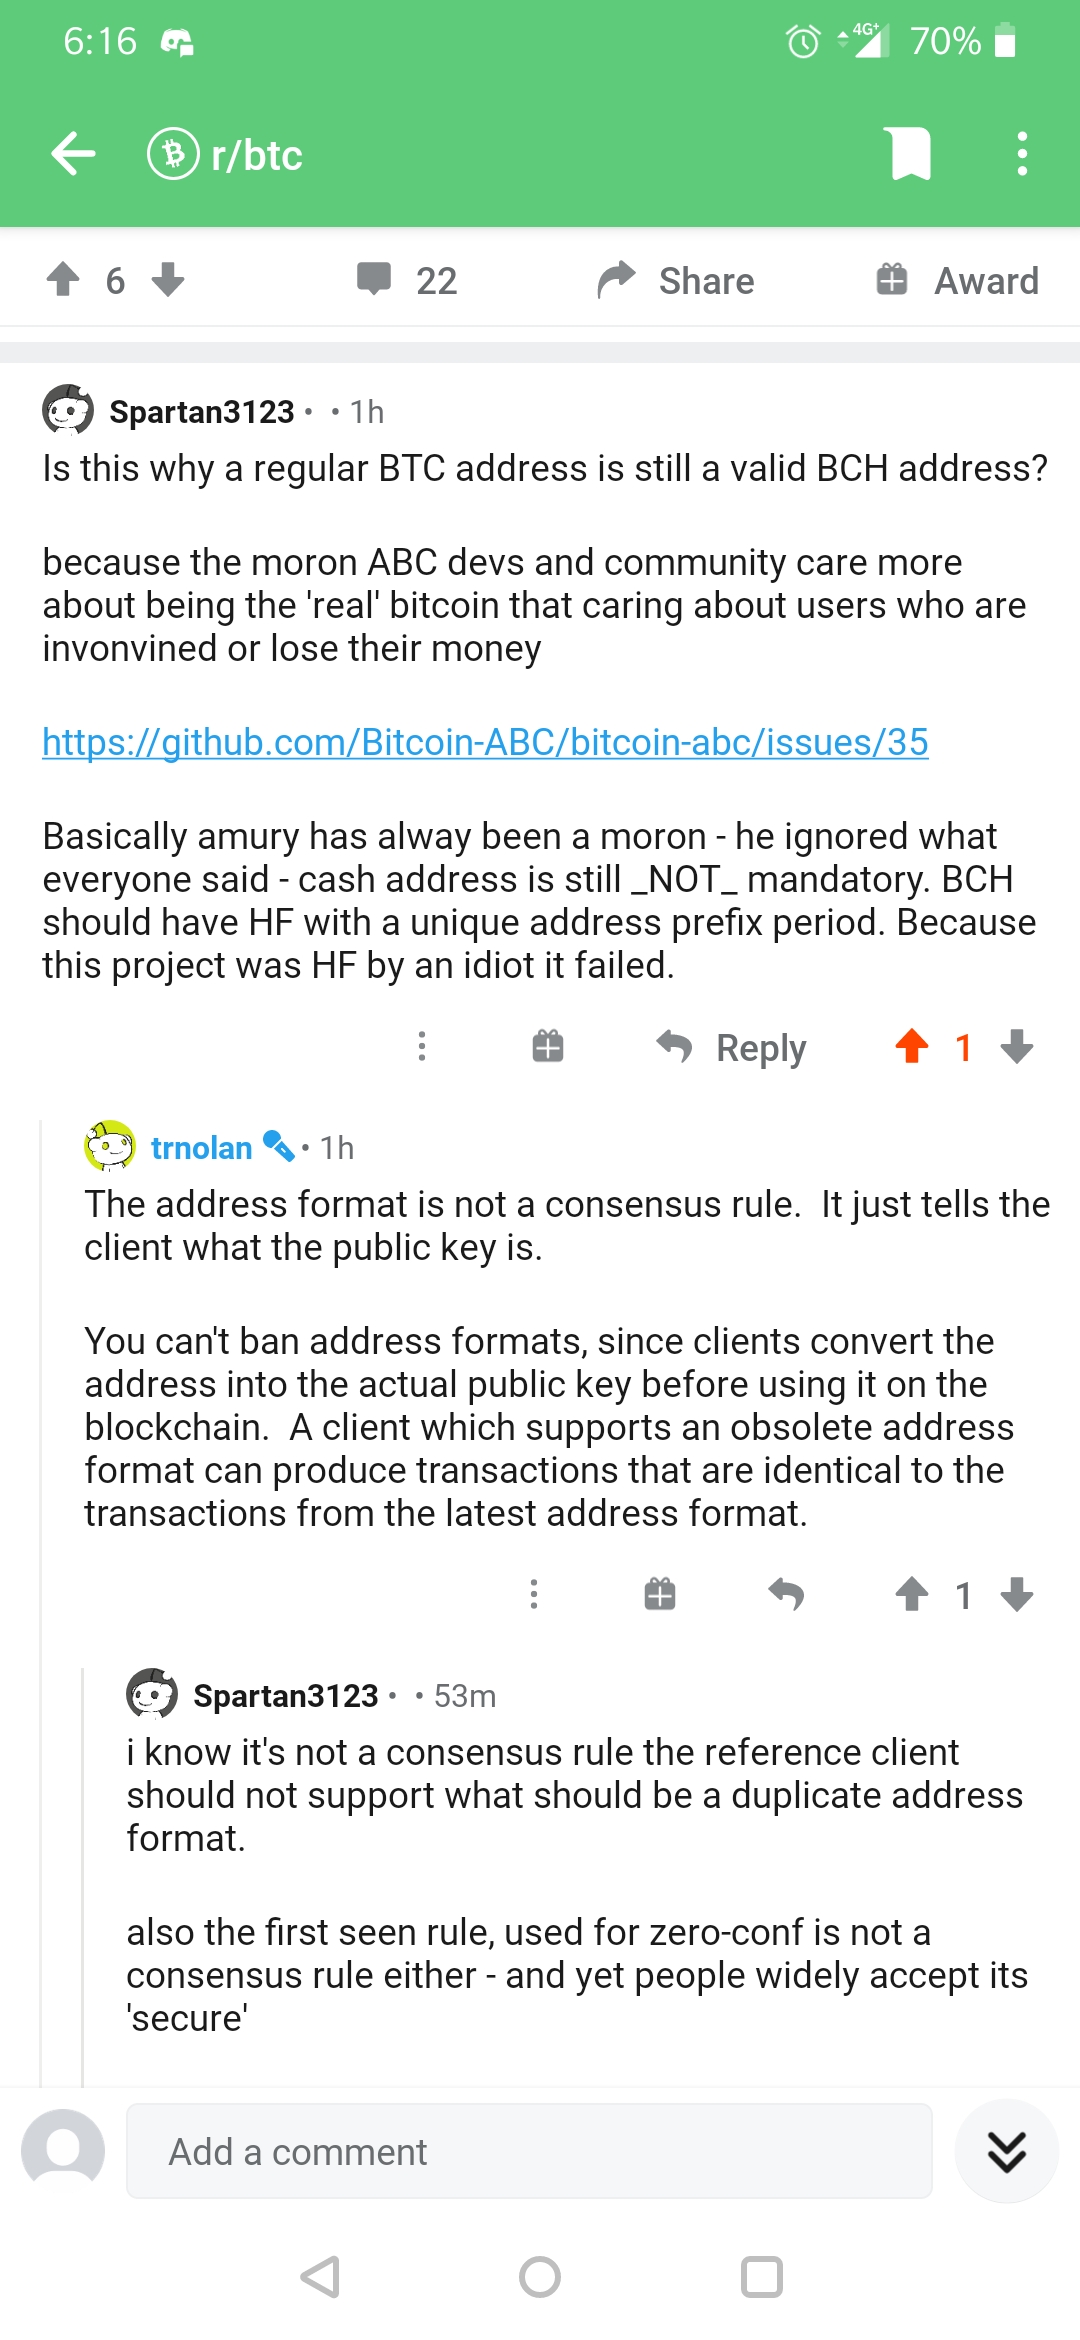 6:16
4G+ 70%
r/btc
6 22 Share Award
Spartan3123 • • 1h
Is this why a regular BTC address is still a valid BCH address?
because the moron ABC devs and community care more
about being the 'real' bitcoin that caring about users who are
invonvined or lose their money
https://github.com/Bitcoin-ABC/bitcoin-abc/issues/35
Basically amury has alway been a moron - he ignored what
everyone said - cash address is still _NOT_ mandatory. BCH
should have HF with a unique address prefix period. Because
this project was HF by an idiot it failed.
Reply 1
trnolan • 1h
The address format is not a consensus rule.  It just tells the
client what the public key is.
You can't ban address formats, since clients convert the
address into the actual public key before using it on the
blockchain.  A client which supports an obsolete address
format can produce transactions that are identical to the
transactions from the latest address format.
1
Spartan3123 • • 53m
i know it's not a consensus rule the reference client
should not support what should be a duplicate address
format.
also the first seen rule, used for zero-conf is not a
consensus rule either - and yet people widely accept its
'secure'
Add a comment